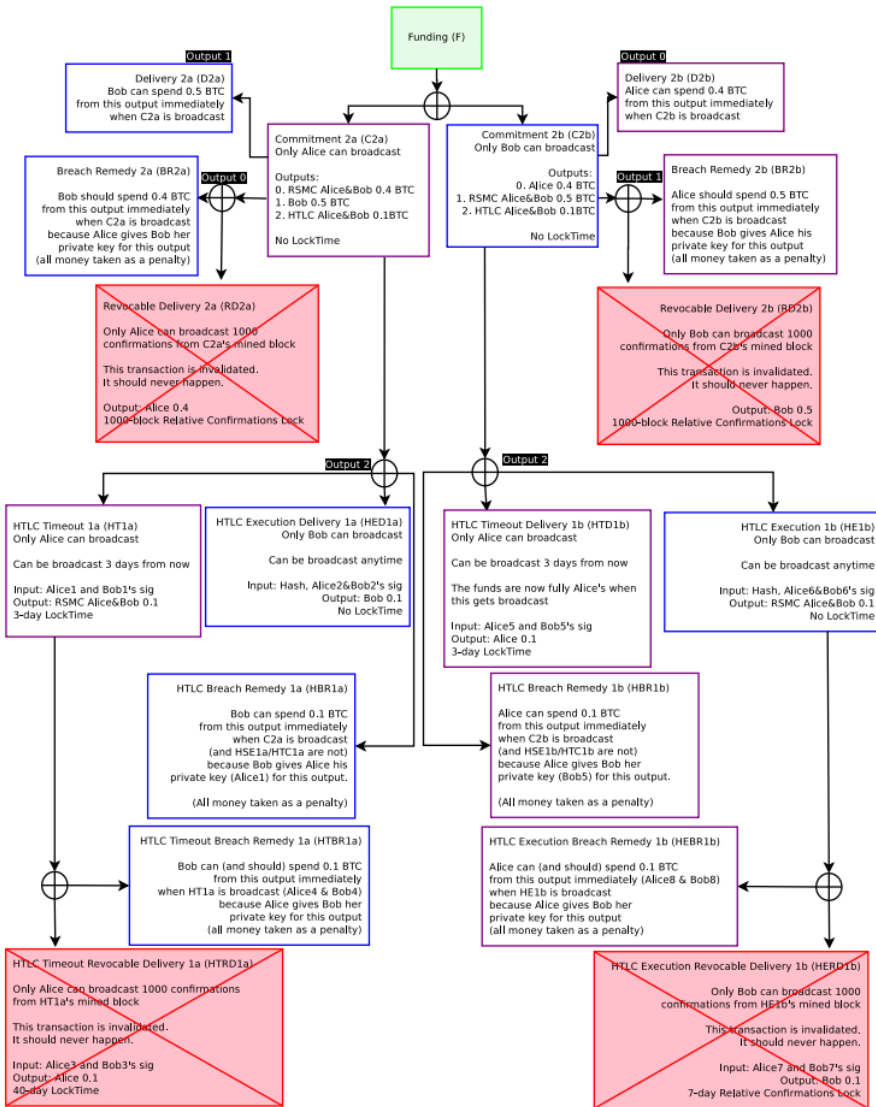 Funding (F)
Output 1
Delivery 2a (D2a)
Bob can spend 0.5 BTC
from this output immediately
when C2a is broadcast
Output 0
Delivery 2b (D2b)
Alice can spend 0.4 BTC
from this output immediately
when C2b is broadcast
Commitment 2a (C2a)
Only Alice can broadcast
Outputs:
0. RSMC Alice&Bob 0.4 BTC
1. Bob 0.5 BTC
2. HTLC Alice&Bob 0.1BTC
No LockTime
Commitment 2b (C2b)
Only Bob can broadcast
Outputs:
0. Alice 0.4 BTC
1. RSMC Alice&Bob 0.5 BTC
2. HTLC Alice&Bob 0.1BTC
No LockTime
Output 0
Breach Remedy 2a (BR2a)
Bob should spend 0.4 BTC
from this output immediately
when C2a is broadcast
because Alice gives Bob her
private key for this output
(all money taken as a penalty)
Output 1
Breach Remedy 2b (BR2b)
Alice should spend 0.5 BTC
from this output immediately
when C2b is broadcast
because Bob gives Alice his
private key for this output
(all money taken as a penalty)
Revocable Delivery 2a (RD2a)
Only Alice can broadcast 1000
confirmations from C2a's mined block
This transaction is invalidated.
It should never happen.
Output: Alice 0.4
1000-block Relative Confirmations Lock
Revocable Delivery 2b (RD2b)
Only Bob can broadcast 1000
confirmations from C2b's mined block
This transaction is invalidated.
It should never happen.
Output: Bob 0.5
1000-block Relative Confirmations Lock
Output 2
Output 2
HTLC Timeout 1a (HT1a)
Only Alice can broadcast
Can be broadcast 3 days from now
Input: Alice1 and Bob1's sig
Output: RSMC Alice&Bob 0.1
3-day LockTime
HTLC Execution Delivery 1a (HED1a)
Only Bob can broadcast
Can be broadcast anytime
Input: Hash, Alice2&Bob2's sig
Output: Bob 0.1
No LockTime
HTLC Timeout Delivery 1b (HTD1b)
Only Alice can broadcast
Can be broadcast 3 days from now
The funds are now fully Alice's when
this gets broadcast
Input: Alice5 and Bob5's sig
Output: Alice 0.1
3-day LockTime
HTLC Execution 1b (HE1b)
Only Bob can broadcast
Can be broadcast anytime
Input: Hash, Alice6&Bob6's sig
Output: RSMC Alice&Bob 0.1
No LockTime
HTLC Breach Remedy 1a (HBR1a)
Bob can spend 0.1 BTC
from this output immediately
when C2a is broadcast
(and HSE1a/HTC1a are not)
because Bob gives Alice his
private key (Alice1) for this output.
(All money taken as a penalty)
HTLC Breach Remedy 1b (HBR1b)
Alice can spend 0.1 BTC
from this output immediately
when C2b is broadcast
(and HSE1b/HTC1b are not)
because Alice gives Bob her
private key (Bob5) for this output.
(All money taken as a penalty)
HTLC Timeout Breach Remedy 1a (HTBR1a)
Bob can (and should) spend 0.1 BTC
from this output immediately
when HT1a is broadcast (Alice4 & Bob4)
because Alice gives Bob her
private key for this output
(all money taken as a penalty)
HTLC Execution Breach Remedy 1b (HEBR1b)
Alice can (and should) spend 0.1 BTC
from this output immediately (Alice8 & Bob8)
when HE1b is broadcast
because Alice gives Bob her
private key for this output
(all money taken as a penalty)
HTLC Timeout Revocable Delivery 1a (HTRD1a)
Only Alice can broadcast 1000 confirmations
from HT1a's mined block
This transaction is invalidated.
It should never happen.
Input: Alice3 and Bob3's sig
Output: Alice 0.1
40-day LockTime
HTLC Execution Revocable Delivery 1b (HERD1b)
Only Bob can broadcast 1000
confirmations from HE1b's mined block
This transaction is invalidated.
It should never happen.
Input: Alice7 and Bob7's sig
Output: Bob 0.1
7-day Relative Confirmations Lock